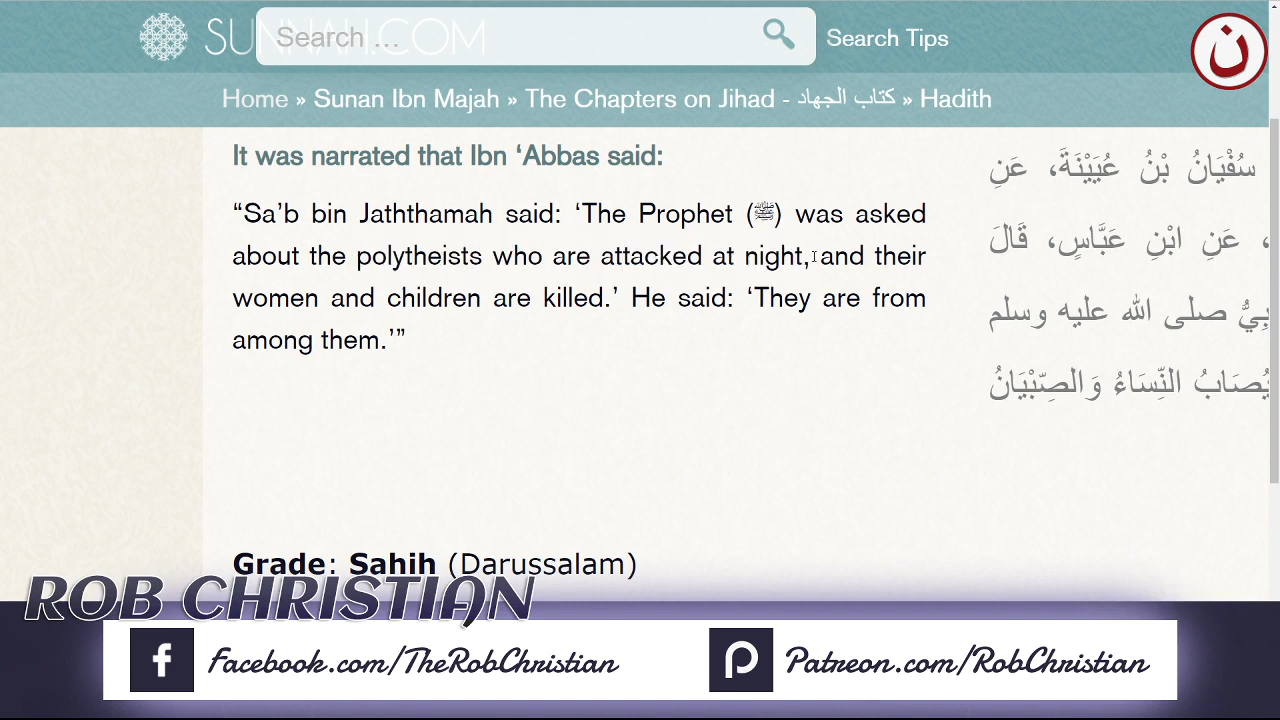 SUNNAH.COM
Search ...
Search Tips
ن
Home » Sunan Ibn Majah » The Chapters on Jihad - كتاب الجهاد » Hadith
It was narrated that Ibn ‘Abbas said:
“Sa’b bin Jaththamah said: ‘The Prophet (ﷺ) was asked
about the polytheists who are attacked at night, and their
women and children are killed.’ He said: ‘They are from
among them.’”
سُفْيَانُ بْنُ عُيَيْنَةَ، عَنِ
، عَنِ ابْنِ عَبَّاسٍ، قَالَ
صلى الله عليه وسلم
يُصَابُ النِّسَاءُ وَالصِّبْيَانُ
Grade: Sahih (Darussalam)
ROB CHRISTIAN
f Facebook.com/TheRobChristian
Patreon.com/RobChristian